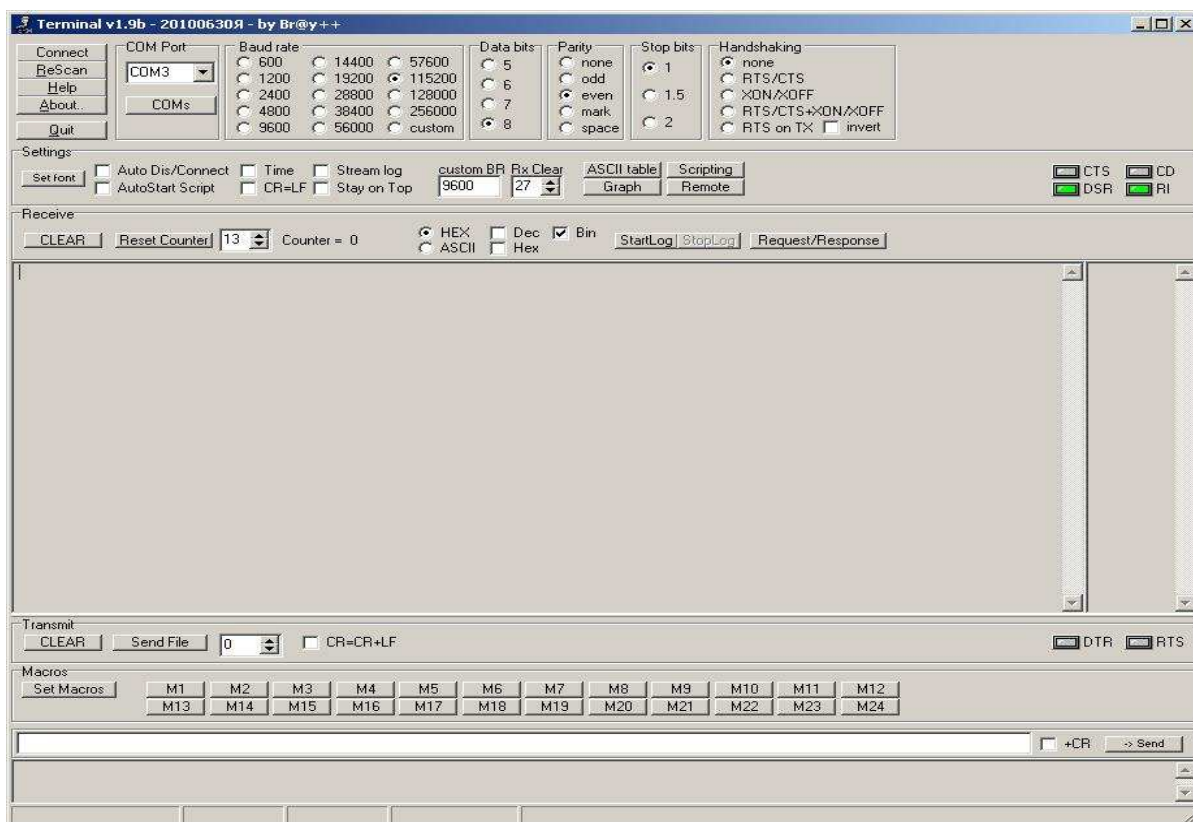 Terminal v1.9b - 20100630Я - by Br@y++
Connect
ReScan
Help
About..
Quit
COM Port
COM3
COMs
Baud rate
600 14400 57600
1200 19200 115200
2400 28800 128000
4800 38400 256000
9600 56000 custom
Data bits
5
6
7
8
Parity
none
odd
even
mark
space
Stop bits
1
1.5
2
Handshaking
none
RTS/CTS
XON/XOFF
RTS/CTS+XON/XOFF
RTS on TX invert
Settings
Set font
Auto Dis/Connect Time Stream log
AutoStart Script CR=LF Stay on Top
custom BR Rx Clear
9600 27
ASCII table Scripting
Graph Remote
CTS CD
DSR RI
Receive
CLEAR Reset Counter 13 Counter = 0
HEX Dec Bin
ASCII Hex
StartLog StopLog Request/Response
Transmit
CLEAR Send File 0 CR=CR+LF
DTR RTS
Macros
Set Macros
M1 M2 M3 M4 M5 M6 M7 M8 M9 M10 M11 M12
M13 M14 M15 M16 M17 M18 M19 M20 M21 M22 M23 M24
+CR -> Send